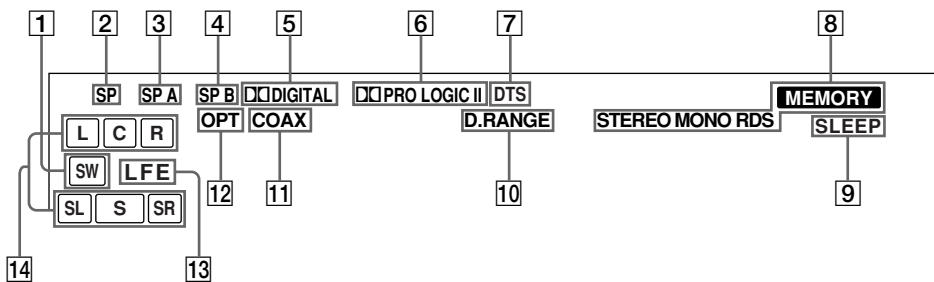 1 2 3 4 5 6 7 8
SP SP A SP B DIGITAL PRO LOGIC II DTS MEMORY
OPT COAX D.RANGE STEREO MONO RDS SLEEP
L C R
SW LFE 12 11 10 9
SL S SR
14 13